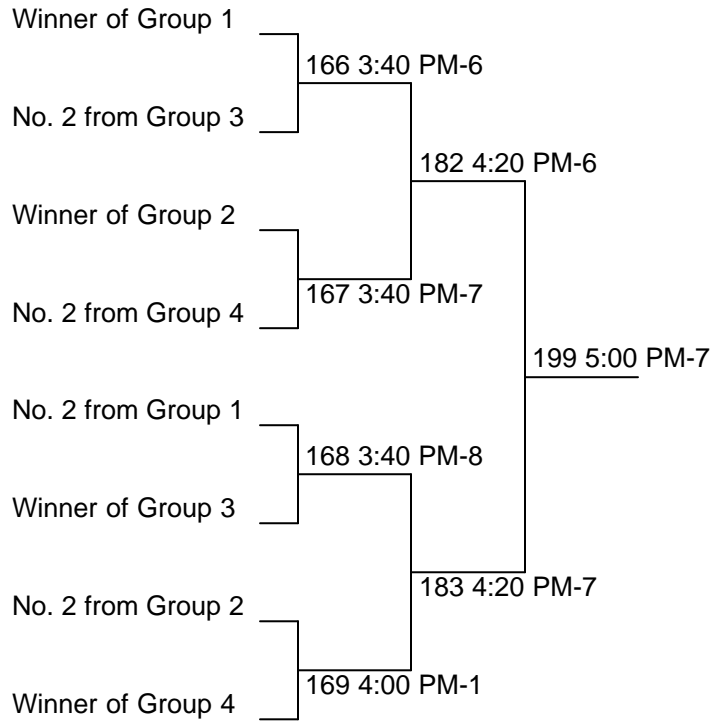 Winner of Group 1
166 3:40 PM-6
No. 2 from Group 3
182 4:20 PM-6
Winner of Group 2
167 3:40 PM-7
No. 2 from Group 4
199 5:00 PM-7
No. 2 from Group 1
168 3:40 PM-8
Winner of Group 3
183 4:20 PM-7
No. 2 from Group 2
169 4:00 PM-1
Winner of Group 4